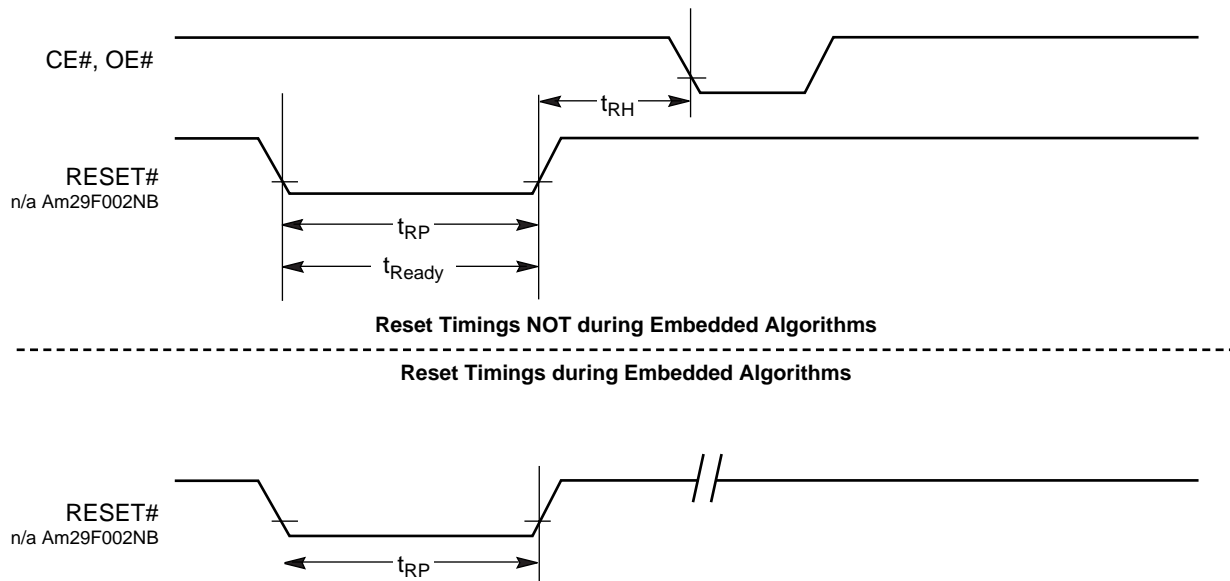 CE#, OE#
tRH
RESET#
n/a Am29F002NB
tRP
tReady
Reset Timings NOT during Embedded Algorithms
Reset Timings during Embedded Algorithms
RESET#
n/a Am29F002NB
tRP